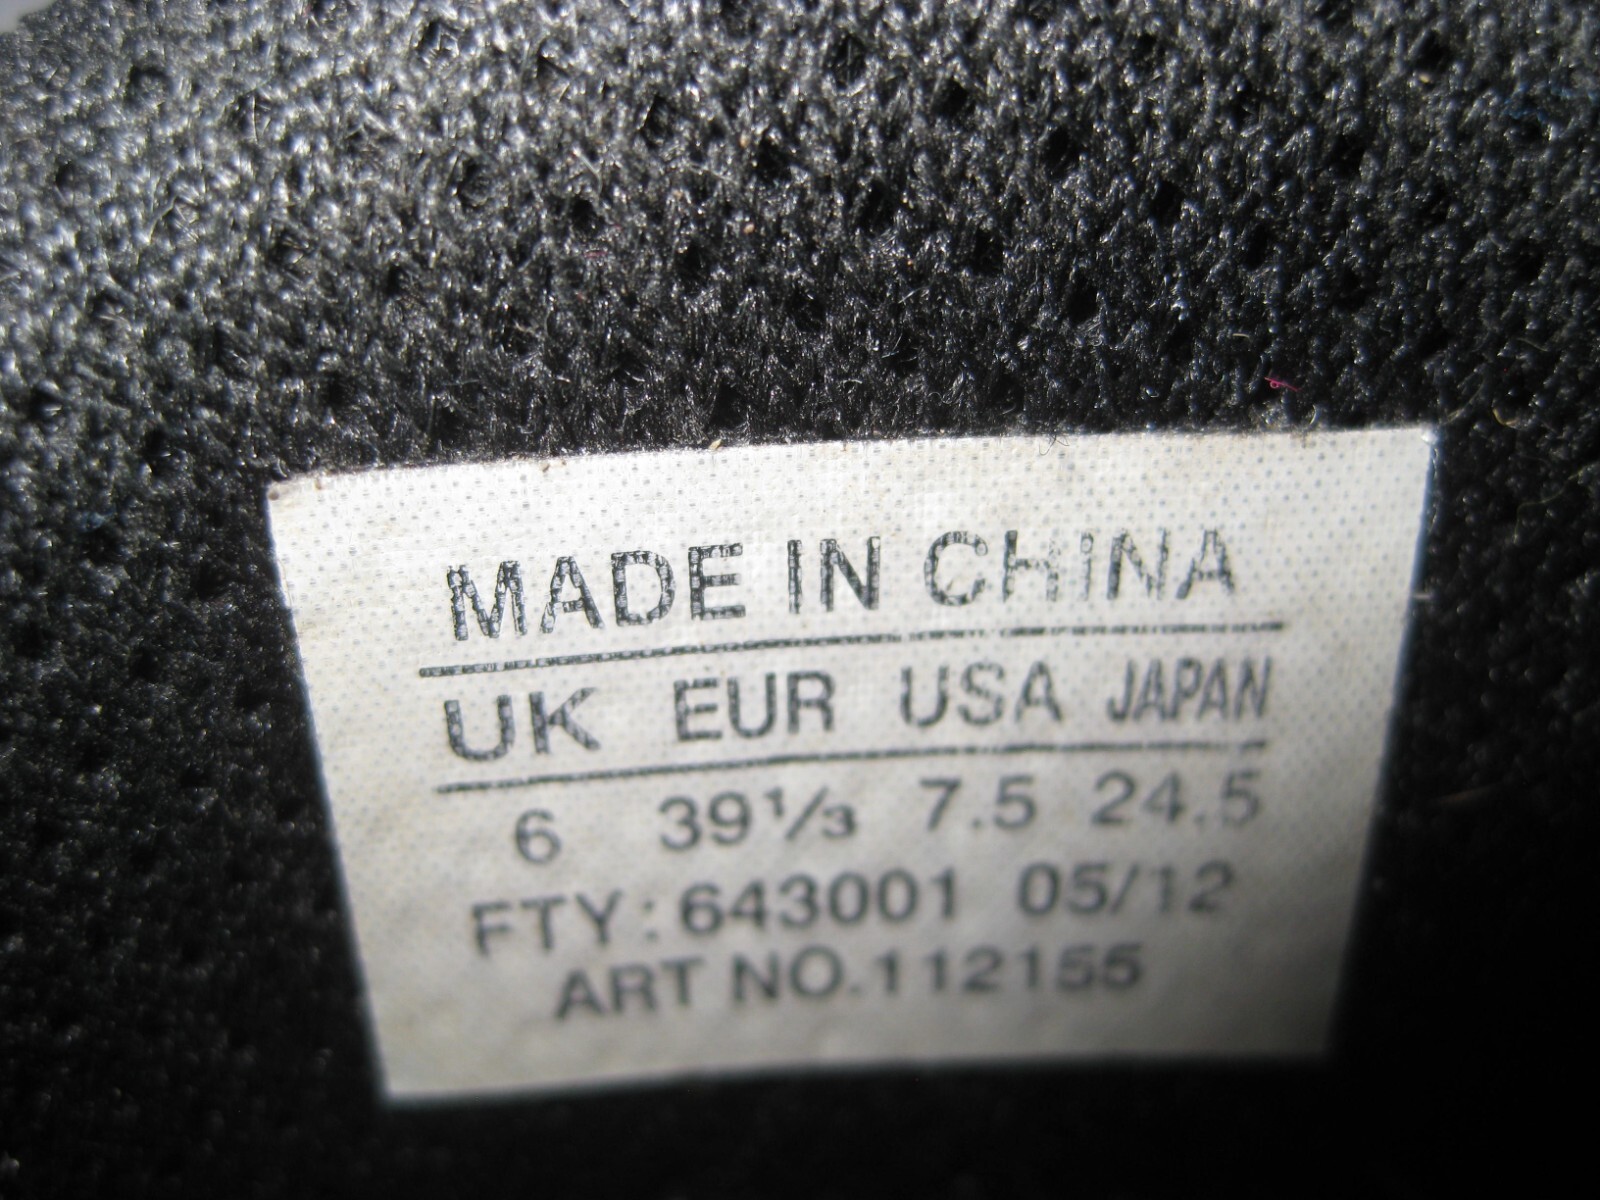 MADE IN CHINA
UK EUR USA JAPAN
6 39⅓ 7.5 24.5
FTY:643001 05/12
ART NO.112155